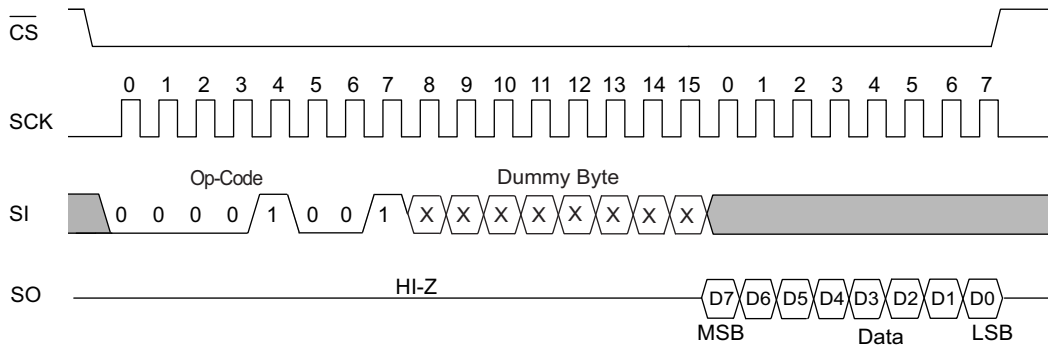 CS
0 1 2 3 4 5 6 7 8 9 10 11 12 13 14 15 0 1 2 3 4 5 6 7
SCK
Op-Code Dummy Byte
SI 0 0 0 0 1 0 0 1 X X X X X X X X
HI-Z
SO D7 D6 D5 D4 D3 D2 D1 D0
MSB Data LSB